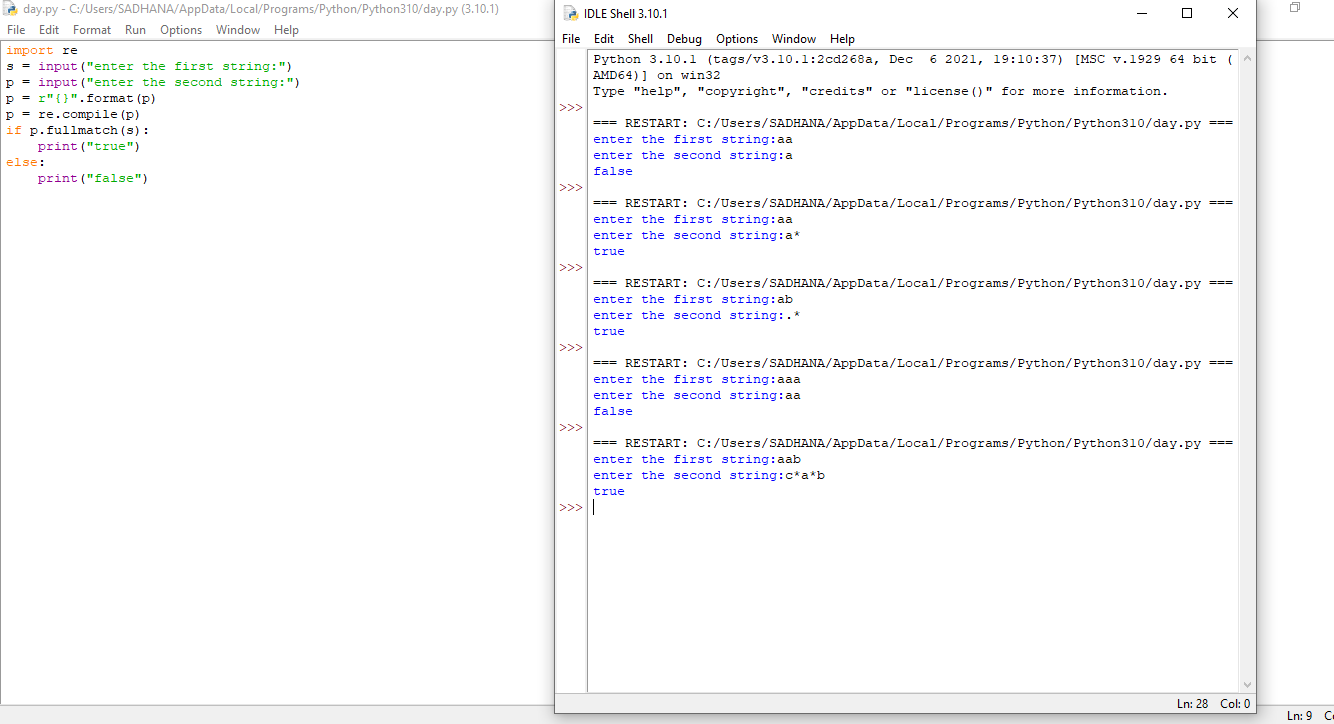 day.py - C:/Users/SADHANA/AppData/Local/Programs/Python/Python310/day.py (3.10.1)
File Edit Format Run Options Window Help
import re
s = input("enter the first string:")
p = input("enter the second string:")
p = r"{}".format(p)
p = re.compile(p)
if p.fullmatch(s):
    print("true")
else:
    print("false")
IDLE Shell 3.10.1
File Edit Shell Debug Options Window Help
Python 3.10.1 (tags/v3.10.1:2cd268a, Dec  6 2021, 19:10:37) [MSC v.1929 64 bit (
AMD64)] on win32
Type "help", "copyright", "credits" or "license()" for more information.
>>>
=== RESTART: C:/Users/SADHANA/AppData/Local/Programs/Python/Python310/day.py ===
enter the first string:aa
enter the second string:a
false
>>>
=== RESTART: C:/Users/SADHANA/AppData/Local/Programs/Python/Python310/day.py ===
enter the first string:aa
enter the second string:a*
true
>>>
=== RESTART: C:/Users/SADHANA/AppData/Local/Programs/Python/Python310/day.py ===
enter the first string:ab
enter the second string:.*
true
>>>
=== RESTART: C:/Users/SADHANA/AppData/Local/Programs/Python/Python310/day.py ===
enter the first string:aaa
enter the second string:aa
false
>>>
=== RESTART: C:/Users/SADHANA/AppData/Local/Programs/Python/Python310/day.py ===
enter the first string:aab
enter the second string:c*a*b
true
>>>
Ln: 28 Col: 0
Ln: 9